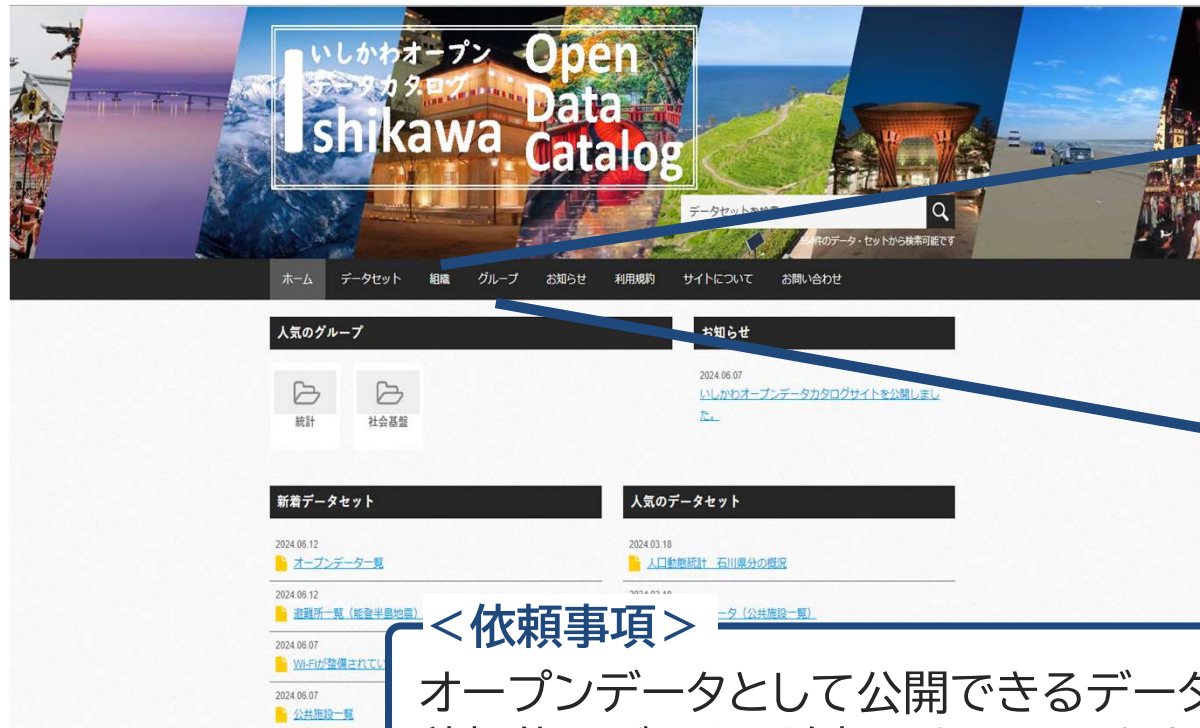 いしかわオープン
データカタログ
Ishikawa
Open
Data
Catalog
データセットを検索
554件のデータ・セットから検索可能です
ホーム データセット 組織 グループ お知らせ 利用規約 サイトについて お問い合わせ
人気のグループ
統計 社会基盤
お知らせ
2024.06.07
いしかわオープンデータカタログサイトを公開しまし
た。
新着データセット
2024.06.12
オープンデータ一覧
2024.06.12
避難所一覧（能登半島地震）
2024.06.07
Wi-Fiが整備されてい
2024.06.07
公共施設一覧
人気のデータセット
2024.03.18
人口動態統計 石川県分の概況
ータ（公共施設一覧）
＜依頼事項＞
オープンデータとして公開できるデータ